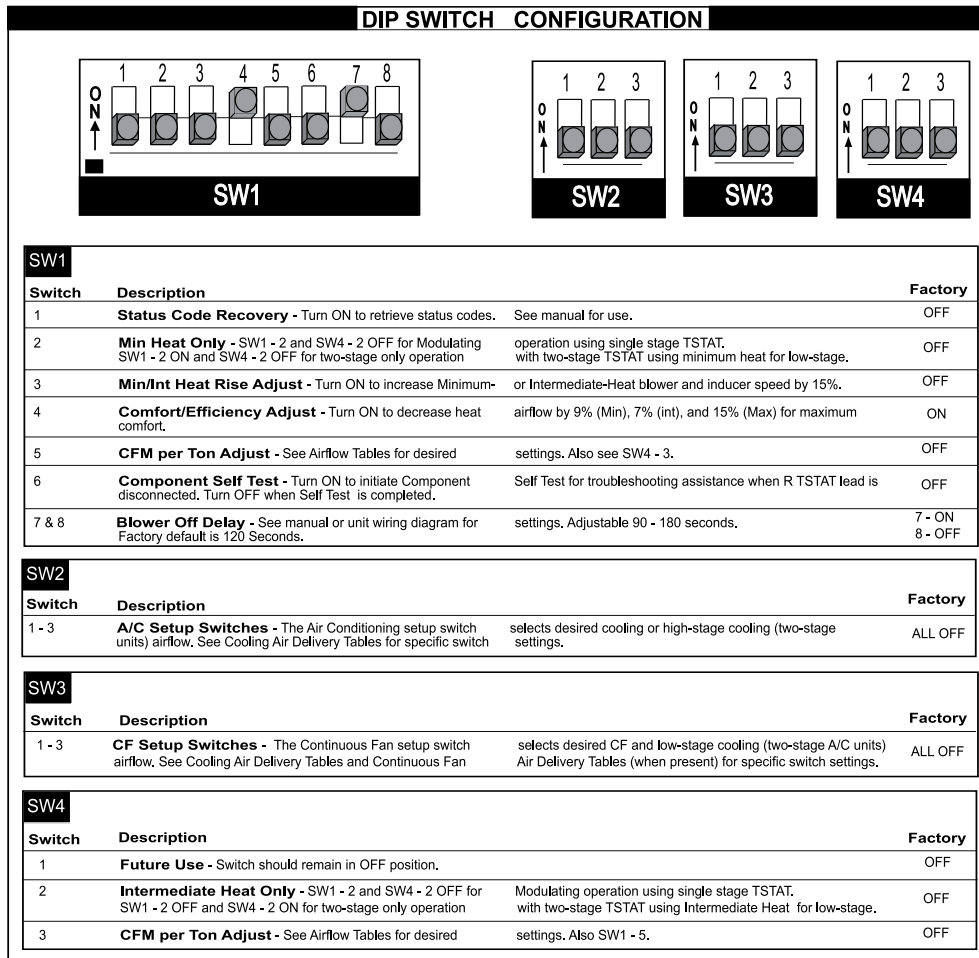 DIP SWITCH CONFIGURATION
1 2 3 4 5 6 7 8
ON
SW1
1 2 3
ON
SW2
1 2 3
ON
SW3
1 2 3
ON
SW4
SW1
Switch Description Factory
1 Status Code Recovery - Turn ON to retrieve status codes. See manual for use. OFF
2 Min Heat Only - SW1 - 2 and SW4 - 2 OFF for Modulating operation using single stage TSTAT. OFF
SW1 - 2 ON and SW4 - 2 OFF for two-stage only operation with two-stage TSTAT using minimum heat for low-stage.
3 Min/Int Heat Rise Adjust - Turn ON to increase Minimum- or Intermediate-Heat blower and inducer speed by 15%. OFF
4 Comfort/Efficiency Adjust - Turn ON to decrease heat airflow by 9% (Min), 7% (int), and 15% (Max) for maximum ON
comfort.
5 CFM per Ton Adjust - See Airflow Tables for desired settings. Also see SW4 - 3. OFF
6 Component Self Test - Turn ON to initiate Component Self Test for troubleshooting assistance when R TSTAT lead is OFF
disconnected. Turn OFF when Self Test is completed.
7 & 8 Blower Off Delay - See manual or unit wiring diagram for settings. Adjustable 90 - 180 seconds. 7 - ON
Factory default is 120 Seconds. 8 - OFF
SW2
Switch Description Factory
1 - 3 A/C Setup Switches - The Air Conditioning setup switch selects desired cooling or high-stage cooling (two-stage ALL OFF
units) airflow. See Cooling Air Delivery Tables for specific switch settings.
SW3
Switch Description Factory
1 - 3 CF Setup Switches - The Continuous Fan setup switch selects desired CF and low-stage cooling (two-stage A/C units) ALL OFF
airflow. See Cooling Air Delivery Tables and Continuous Fan Air Delivery Tables (when present) for specific switch settings.
SW4
Switch Description Factory
1 Future Use - Switch should remain in OFF position. OFF
2 Intermediate Heat Only - SW1 - 2 and SW4 - 2 OFF for Modulating operation using single stage TSTAT. OFF
SW1 - 2 OFF and SW4 - 2 ON for two-stage only operation with two-stage TSTAT using Intermediate Heat for low-stage.
3 CFM per Ton Adjust - See Airflow Tables for desired settings. Also SW1 - 5. OFF